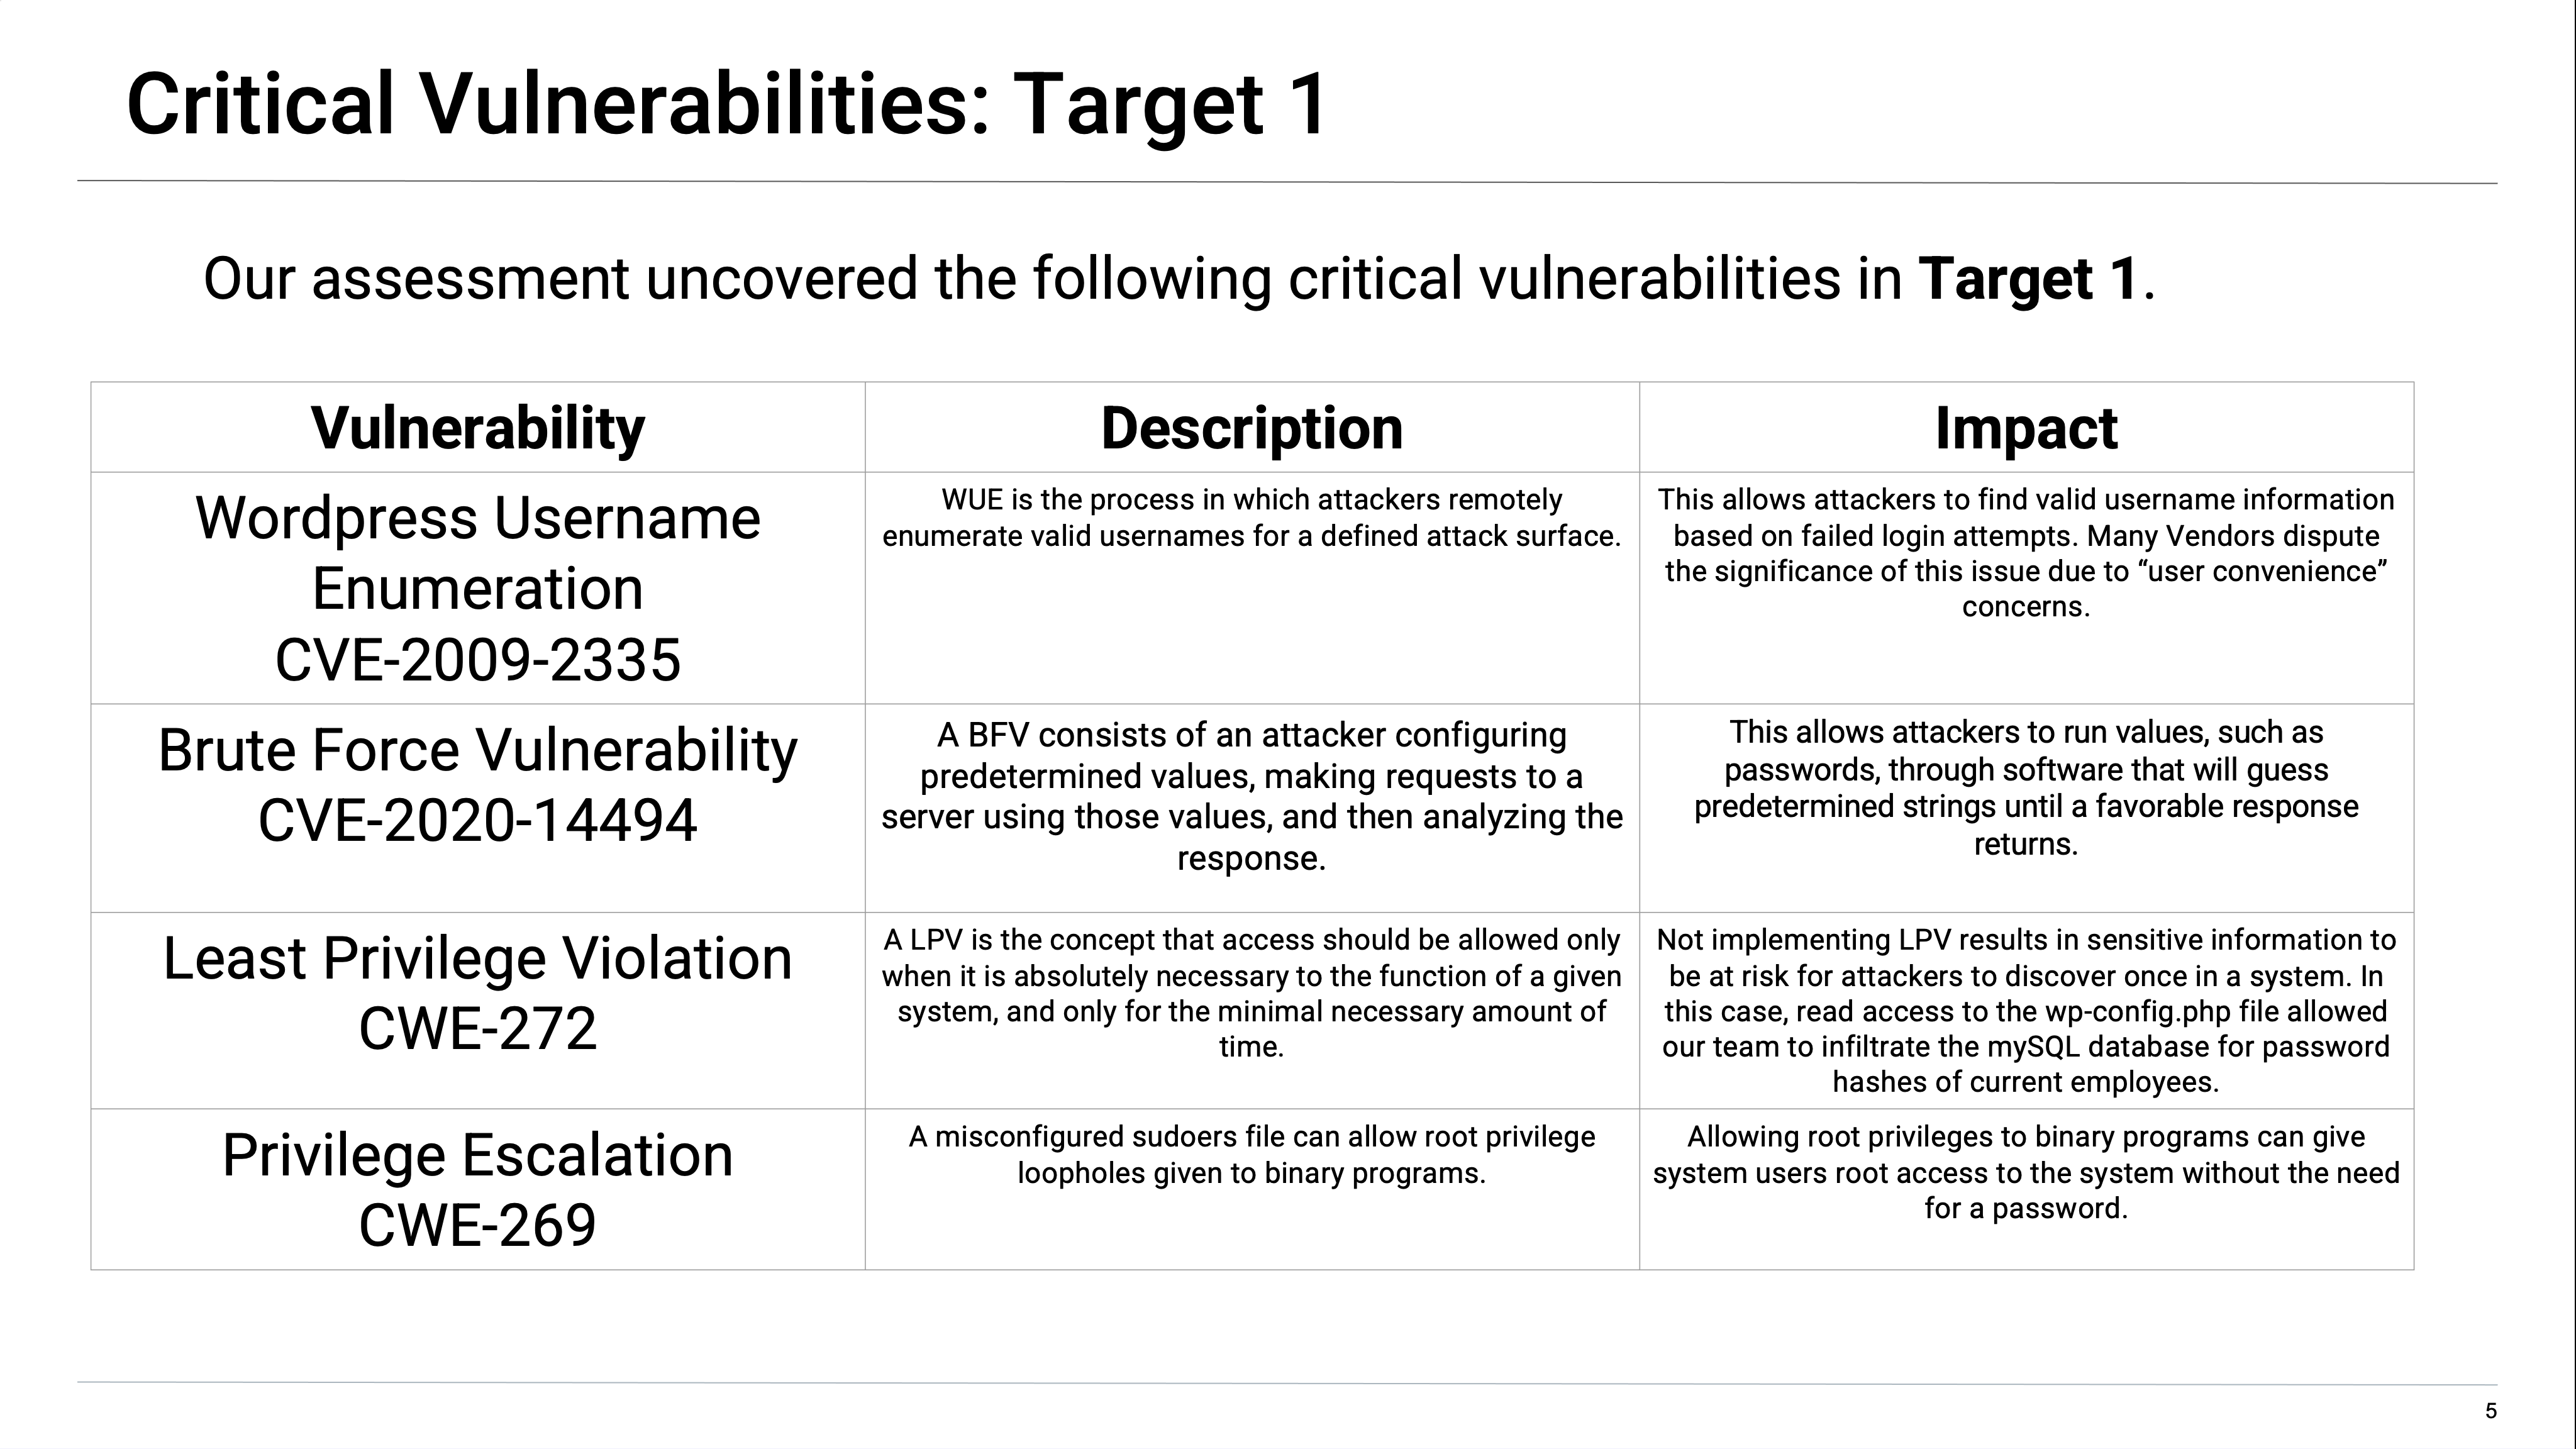 Critical Vulnerabilities: Target 1
Our assessment uncovered the following critical vulnerabilities in Target 1.
Vulnerability
Description
Impact
Wordpress Username
Enumeration
CVE-2009-2335
WUE is the process in which attackers remotely
enumerate valid usernames for a defined attack surface.
This allows attackers to find valid username information
based on failed login attempts. Many Vendors dispute
the significance of this issue due to “user convenience”
concerns.
Brute Force Vulnerability
CVE-2020-14494
A BFV consists of an attacker configuring
predetermined values, making requests to a
server using those values, and then analyzing the
response.
This allows attackers to run values, such as
passwords, through software that will guess
predetermined strings until a favorable response
returns.
Least Privilege Violation
CWE-272
A LPV is the concept that access should be allowed only
when it is absolutely necessary to the function of a given
system, and only for the minimal necessary amount of
time.
Not implementing LPV results in sensitive information to
be at risk for attackers to discover once in a system. In
this case, read access to the wp-config.php file allowed
our team to infiltrate the mySQL database for password
hashes of current employees.
Privilege Escalation
CWE-269
A misconfigured sudoers file can allow root privilege
loopholes given to binary programs.
Allowing root privileges to binary programs can give
system users root access to the system without the need
for a password.
5